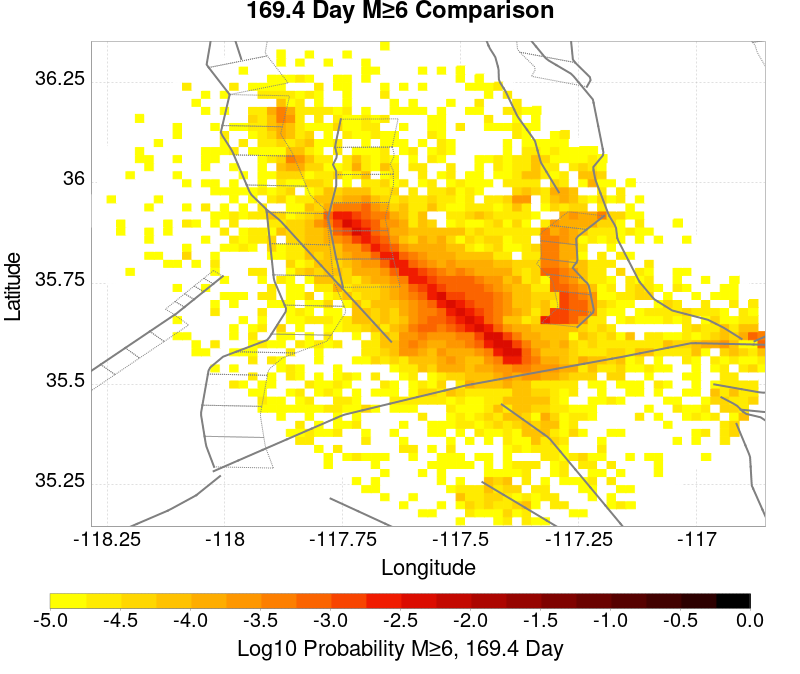 169.4 Day M≥6 Comparison
36.25
36
35.75
35.5
35.25
Latitude
-118.25 -118 -117.75 -117.5 -117.25 -117
Longitude
-5.0 -4.5 -4.0 -3.5 -3.0 -2.5 -2.0 -1.5 -1.0 -0.5 0.0
Log10 Probability M≥6, 169.4 Day